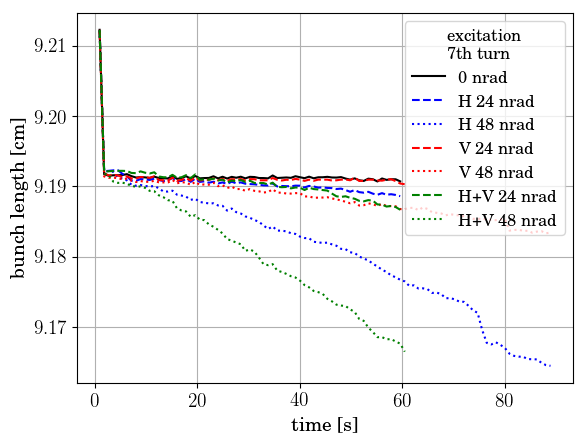 9.21
9.20
9.19
9.18
9.17
bunch length [cm]
0
20
40
60
80
time [s]
excitation
7th turn
0 nrad
H 24 nrad
H 48 nrad
V 24 nrad
V 48 nrad
H+V 24 nrad
H+V 48 nrad